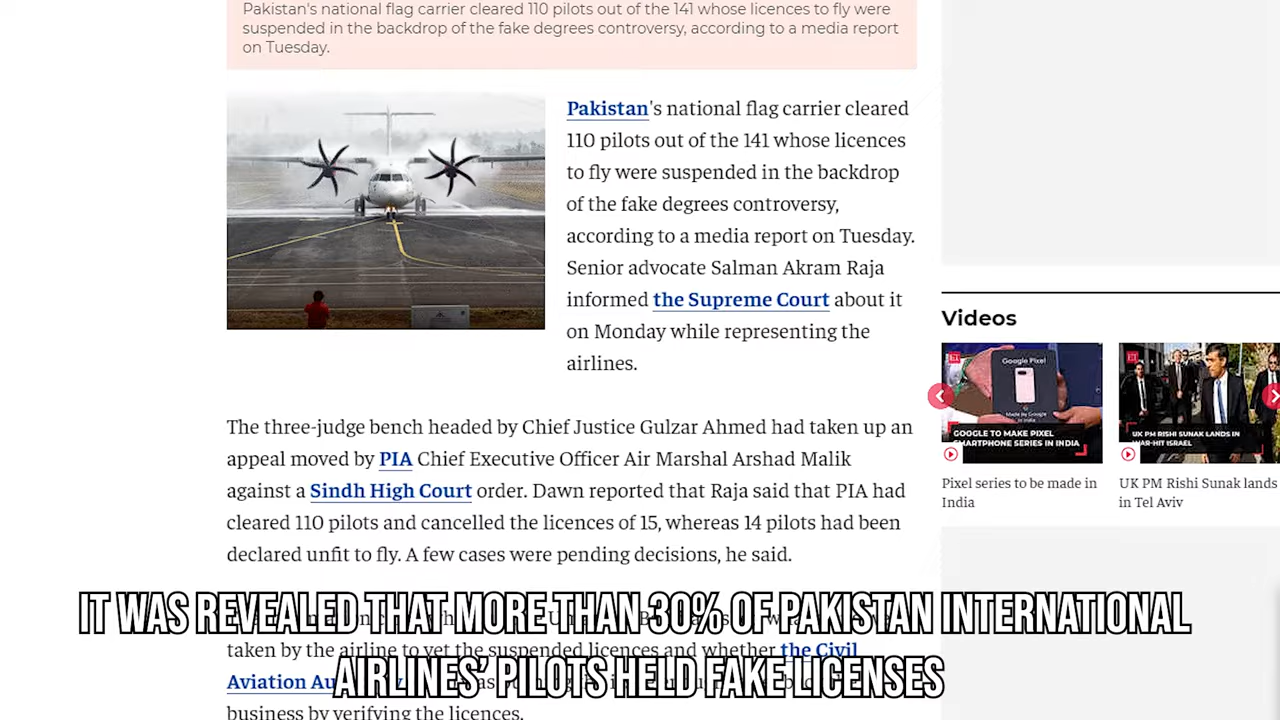 Pakistan's national flag carrier cleared 110 pilots out of the 141 whose licences to fly were
suspended in the backdrop of the fake degrees controversy, according to a media report
on Tuesday.
Pakistan's national flag carrier cleared
110 pilots out of the 141 whose licences
to fly were suspended in the backdrop
of the fake degrees controversy,
according to a media report on Tuesday.
Senior advocate Salman Akram Raja
informed the Supreme Court about it
on Monday while representing the
airlines.
The three-judge bench headed by Chief Justice Gulzar Ahmed had taken up an
appeal moved by PIA Chief Executive Officer Air Marshal Arshad Malik
against a Sindh High Court order. Dawn reported that Raja said that PIA had
cleared 110 pilots and cancelled the licences of 15, whereas 14 pilots had been
declared unfit to fly. A few cases were pending decisions, he said.
taken by the airline to vet the suspended licences and whether the Civil
Aviation
business by verifying the licences.
IT WAS REVEALED THAT MORE THAN 30% OF PAKISTAN INTERNATIONAL
AIRLINES' PILOTS HELD FAKE LICENSES
Videos
ET
Google Pixel
GOOGLE TO MAKE PIXEL
SMARTPHONE SERIES IN INDIA
Pixel series to be made in
India
ET
UK PM RISHI SUNAK LANDS IN
WAR-HIT ISRAEL
UK PM Rishi Sunak lands
in Tel Aviv